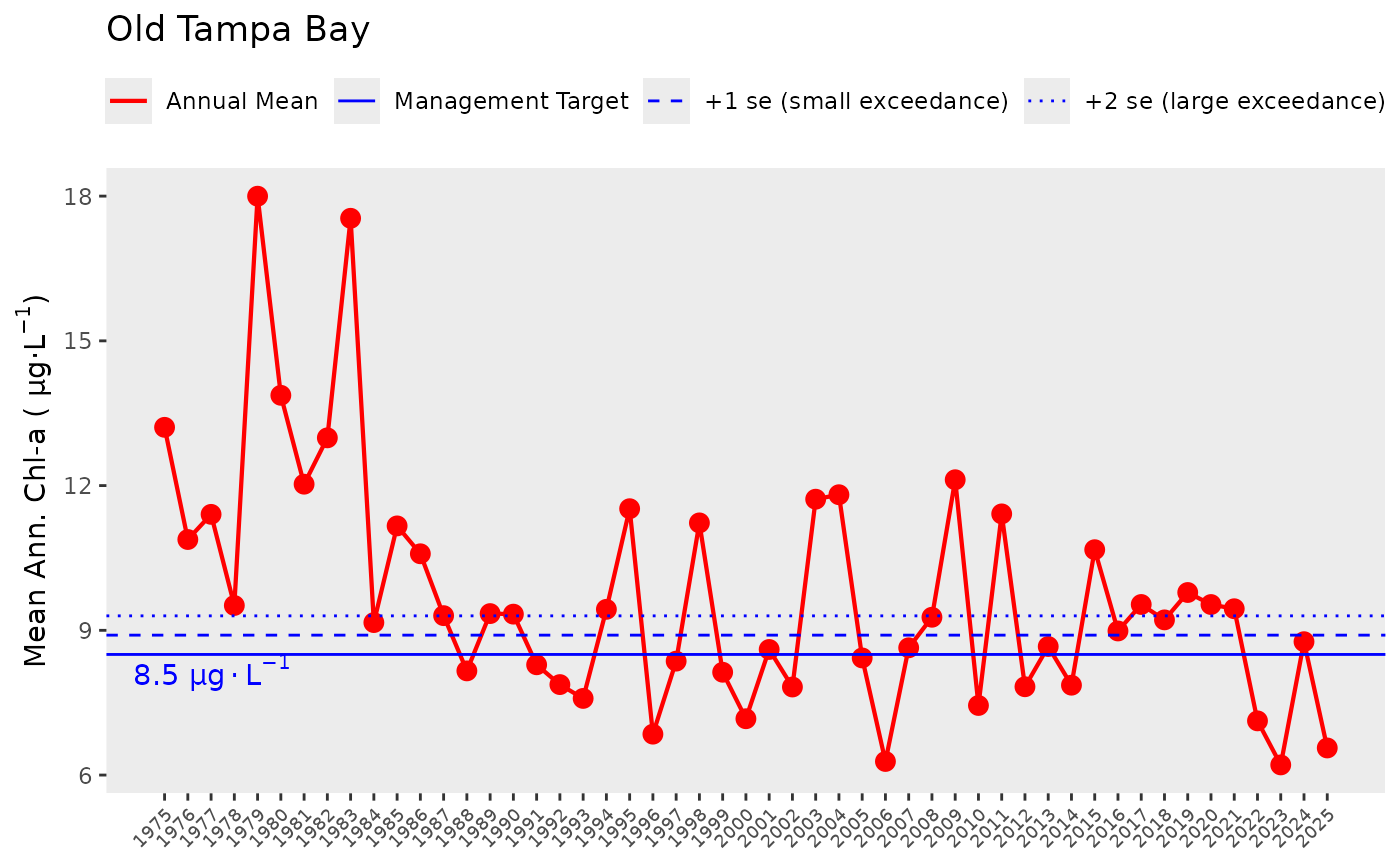 Old Tampa Bay
Annual Mean Management Target +1 se (small exceedance) +2 se (large exceedance)
Mean Ann. Chl-a ( µg·L⁻¹)
18
15
12
9
6
8.5 µg·L⁻¹
1975 1976 1977 1978 1979 1980 1981 1982 1983 1984 1985 1986 1987 1988 1989 1990 1991 1992 1993 1994 1995 1996 1997 1998 1999 2000 2001 2002 2003 2004 2005 2006 2007 2008 2009 2010 2011 2012 2013 2014 2015 2016 2017 2018 2019 2020 2021 2022 2023 2024 2025